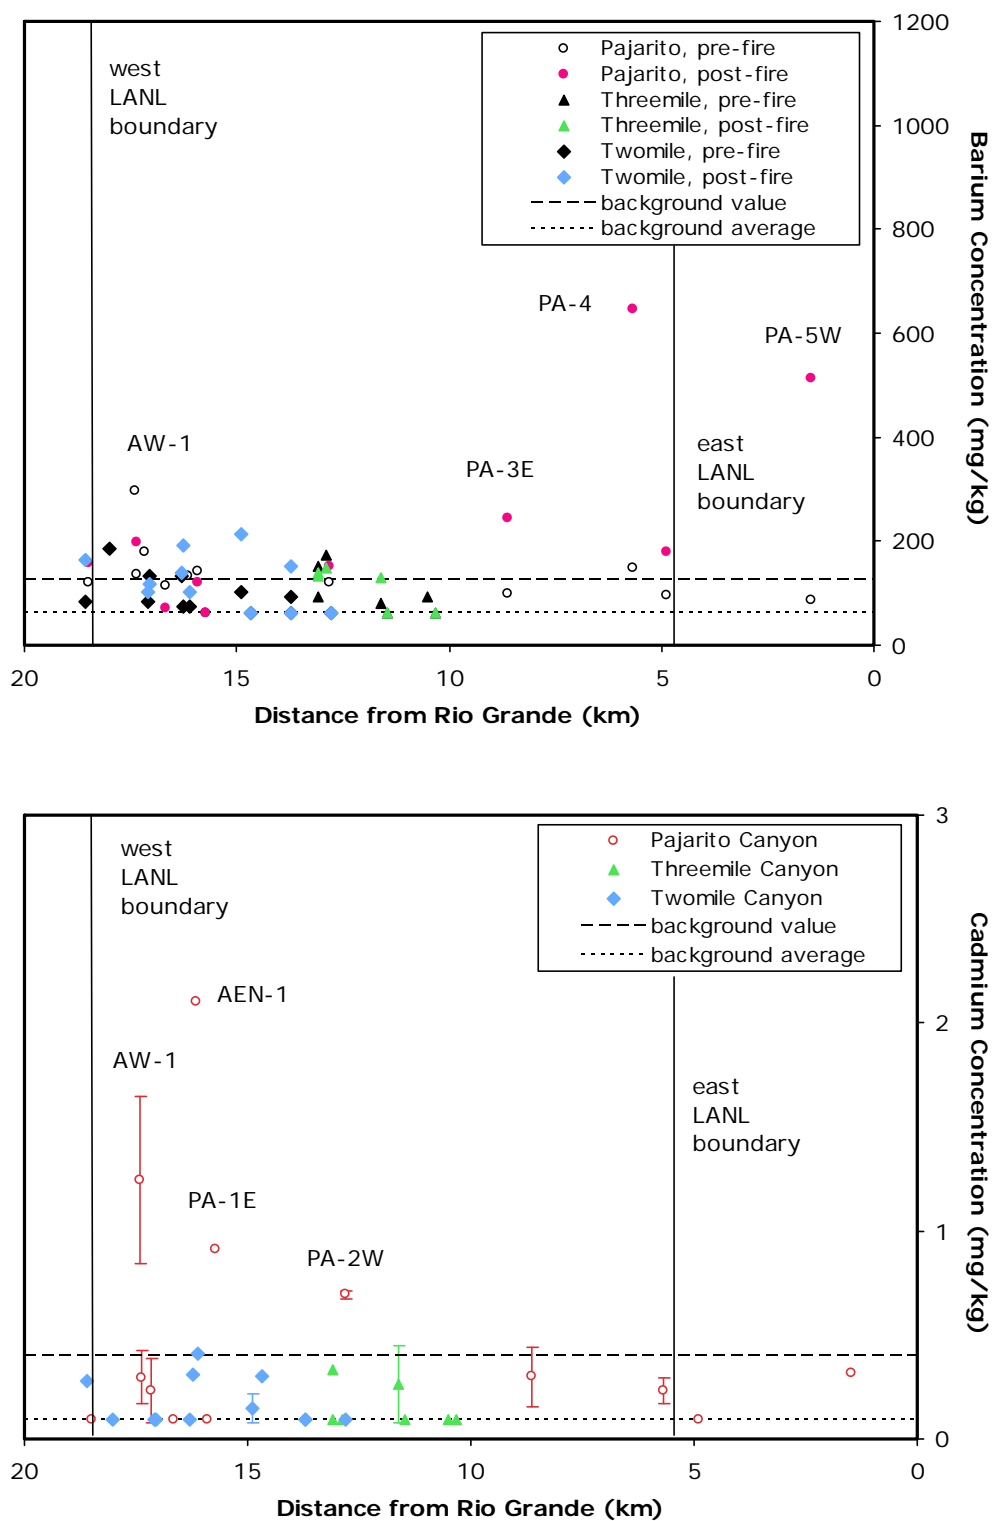 1200
1000
800
600
400
200
0
Barium Concentration (mg/kg)
west
LANL
boundary
Pajarito, pre-fire
Pajarito, post-fire
Threemile, pre-fire
Threemile, post-fire
Twomile, pre-fire
Twomile, post-fire
background value
background average
PA-4
PA-5W
AW-1
PA-3E
east
LANL
boundary
20 15 10 5 0
Distance from Rio Grande (km)
3
2
1
0
Cadmium Concentration (mg/kg)
west
LANL
boundary
Pajarito Canyon
Threemile Canyon
Twomile Canyon
background value
background average
AEN-1
AW-1
east
LANL
boundary
PA-1E
PA-2W
20 15 10 5 0
Distance from Rio Grande (km)